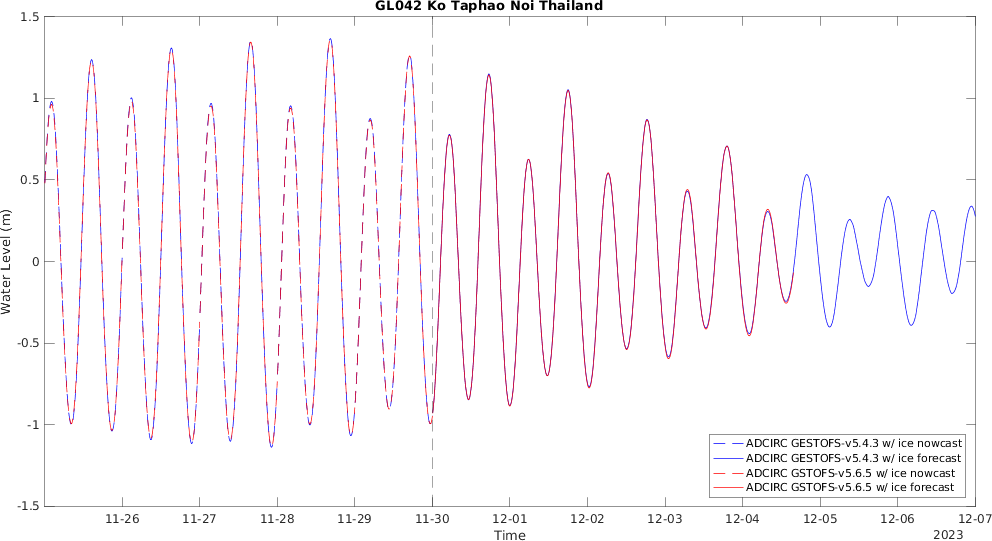 GL042 Ko Taphao Noi Thailand
1.5
1
0.5
0
-0.5
-1
-1.5
Water Level (m)
ADCIRC GESTOFS-v5.4.3 w/ ice nowcast
ADCIRC GESTOFS-v5.4.3 w/ ice forecast
ADCIRC GSTOFS-v5.6.5 w/ ice nowcast
ADCIRC GSTOFS-v5.6.5 w/ ice forecast
11-26 11-27 11-28 11-29 11-30 12-01 12-02 12-03 12-04 12-05 12-06 12-07
Time
2023